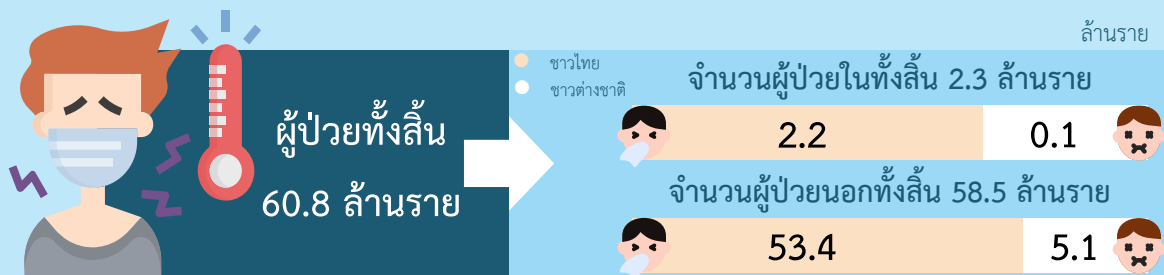 ล้านราย
ผู้ป่วยทั้งสิ้น
60.8 ล้านราย
ชาวไทย
ชาวต่างชาติ
จำนวนผู้ป่วยในทั้งสิ้น 2.3 ล้านราย
2.2 0.1
จำนวนผู้ป่วยนอกทั้งสิ้น 58.5 ล้านราย
53.4 5.1